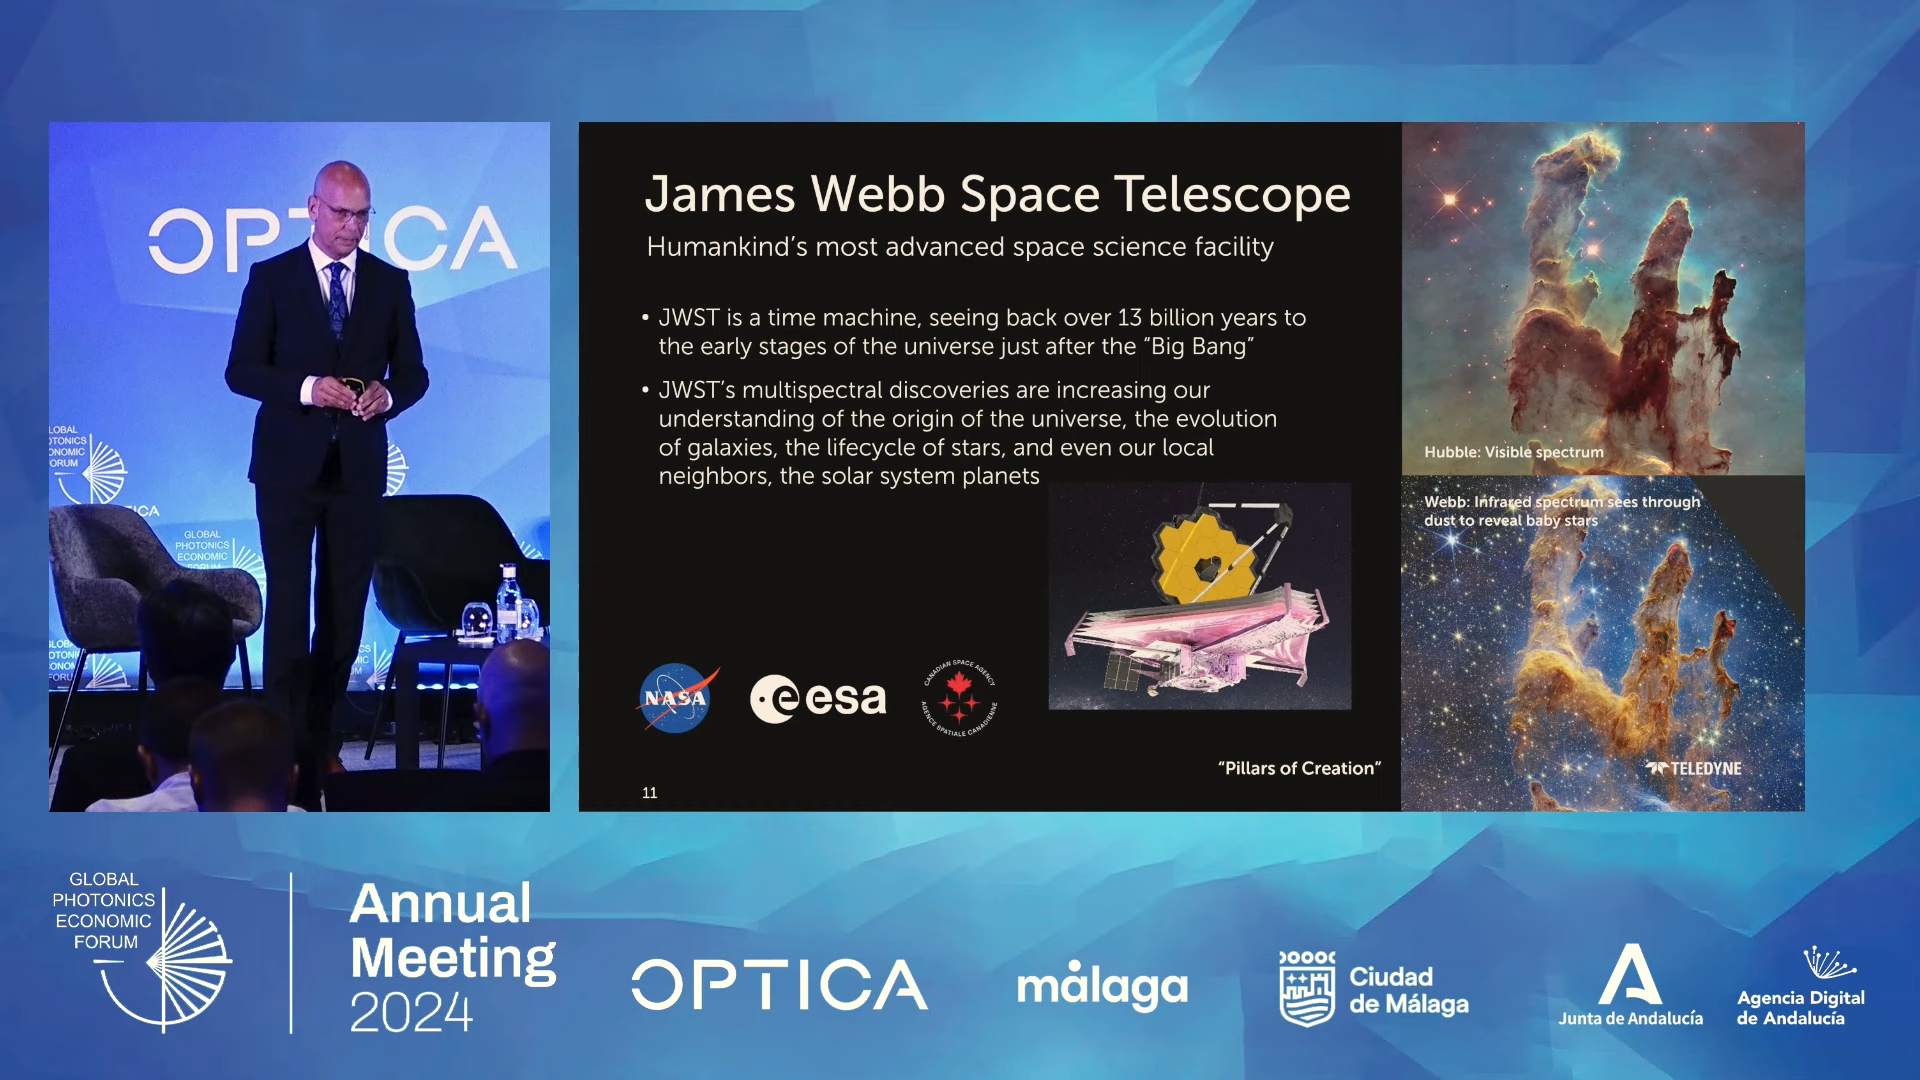 OPTICA
GLOBAL
PHOTONICS
ECONOMIC
FORUM
James Webb Space Telescope
Humankind’s most advanced space science facility
• JWST is a time machine, seeing back over 13 billion years to
the early stages of the universe just after the “Big Bang”
• JWST’s multispectral discoveries are increasing our
understanding of the origin of the universe, the evolution
of galaxies, the lifecycle of stars, and even our local
neighbors, the solar system planets
NASA
esa
CANADIAN SPACE AGENCY
AGENCE SPATIALE CANADIENNE
“Pillars of Creation”
11
Hubble: Visible spectrum
Webb: Infrared spectrum sees through
dust to reveal baby stars
TELEDYNE
GLOBAL
PHOTONICS
ECONOMIC
FORUM
Annual
Meeting
2024
OPTICA
málaga
Ciudad
de Málaga
Junta de Andalucía
Agencia Digital
de Andalucía